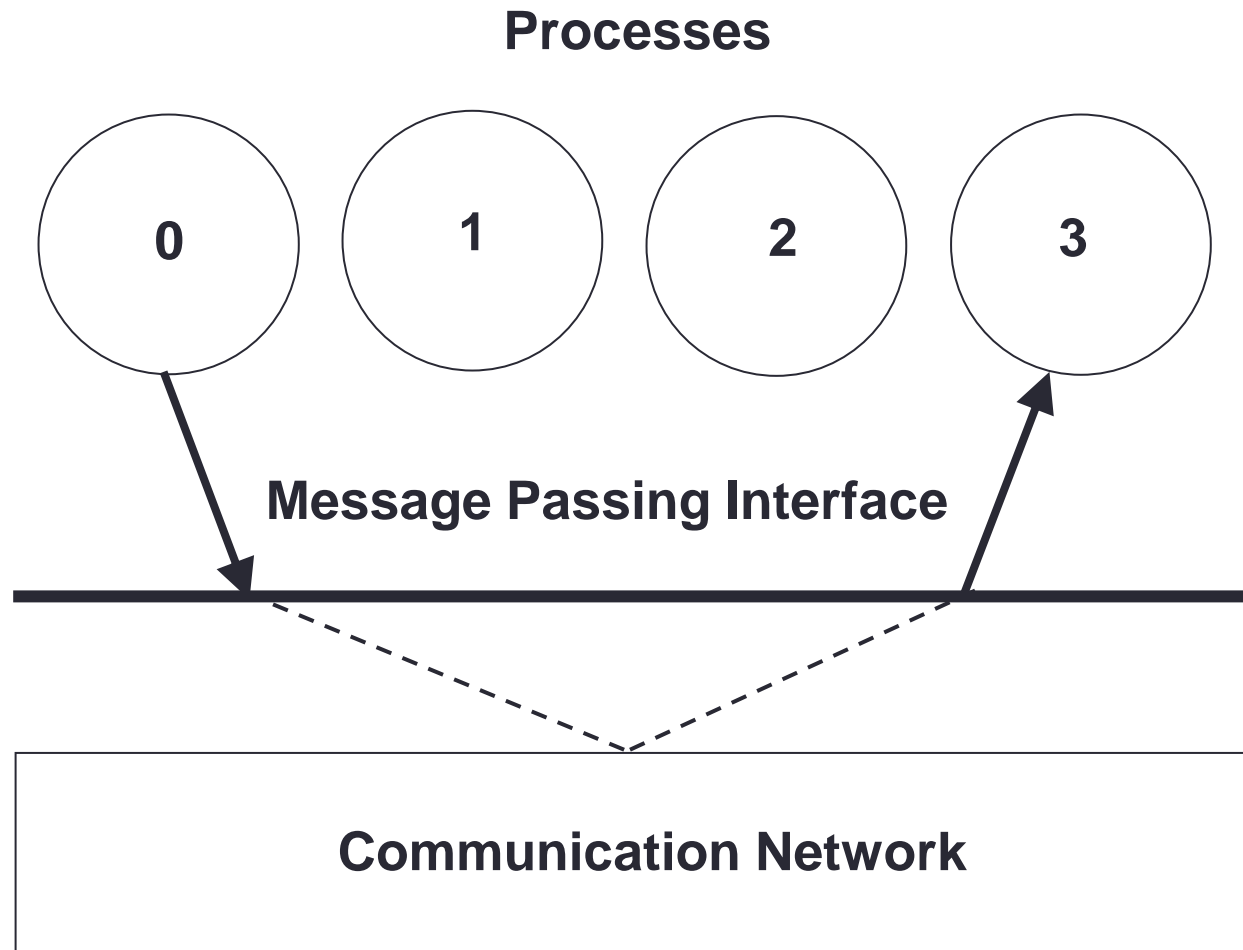 Processes
0 1 2 3
Message Passing Interface
Communication Network